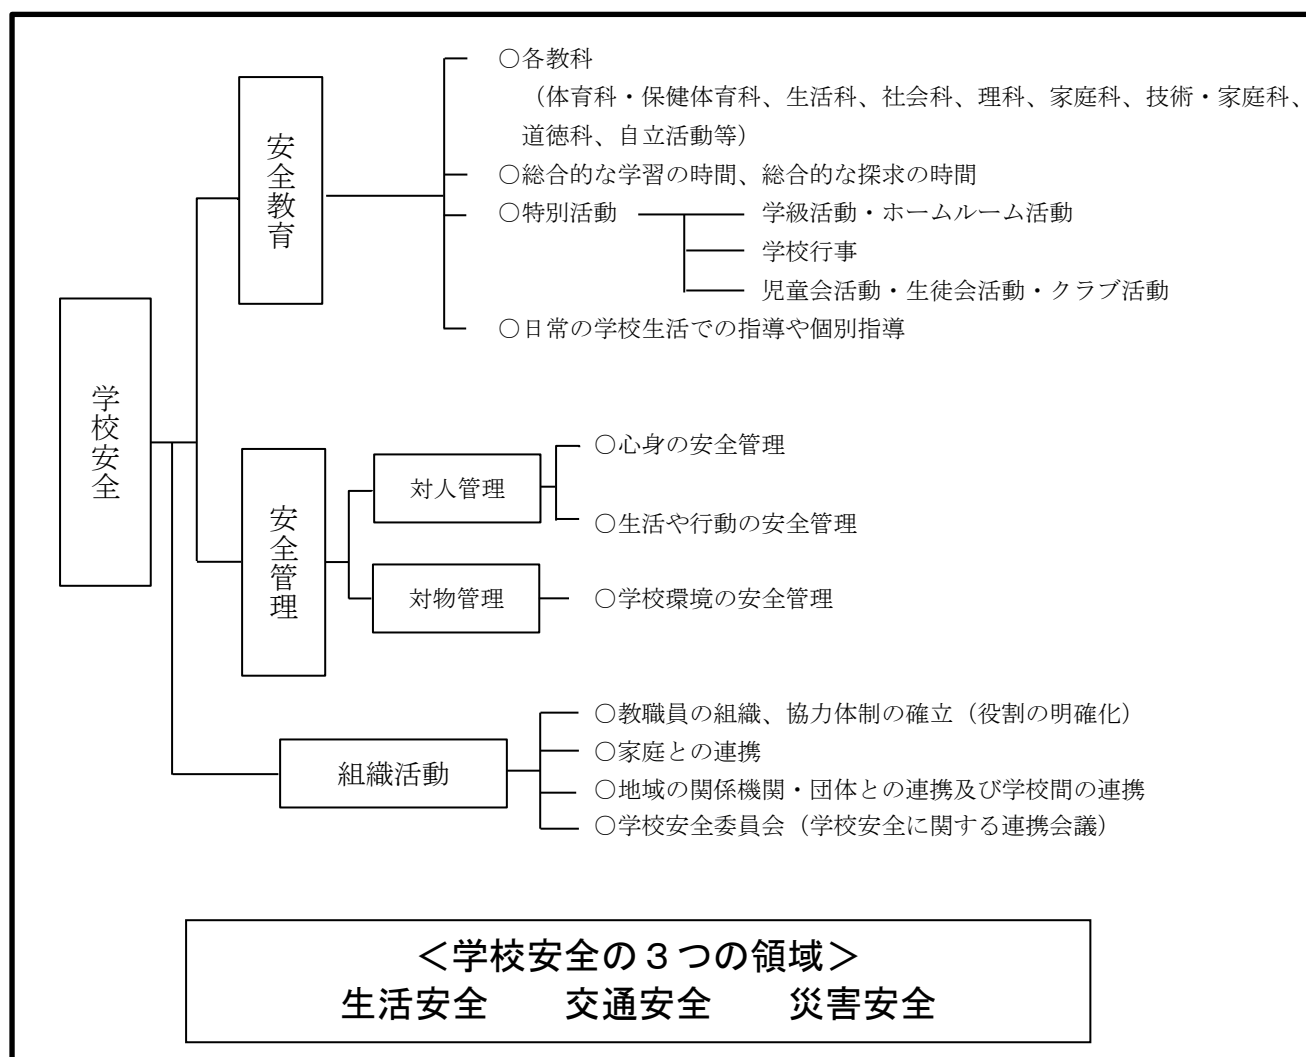 学校安全
安全教育
○各教科
（体育科・保健体育科、生活科、社会科、理科、家庭科、技術・家庭科、
道徳科、自立活動等）
○総合的な学習の時間、総合的な探求の時間
○特別活動
学級活動・ホームルーム活動
学校行事
児童会活動・生徒会活動・クラブ活動
○日常の学校生活での指導や個別指導
安全管理
対人管理
○心身の安全管理
○生活や行動の安全管理
対物管理
○学校環境の安全管理
組織活動
○教職員の組織、協力体制の確立（役割の明確化）
○家庭との連携
○地域の関係機関・団体との連携及び学校間の連携
○学校安全委員会（学校安全に関する連携会議）
＜学校安全の３つの領域＞
生活安全　　交通安全　　災害安全